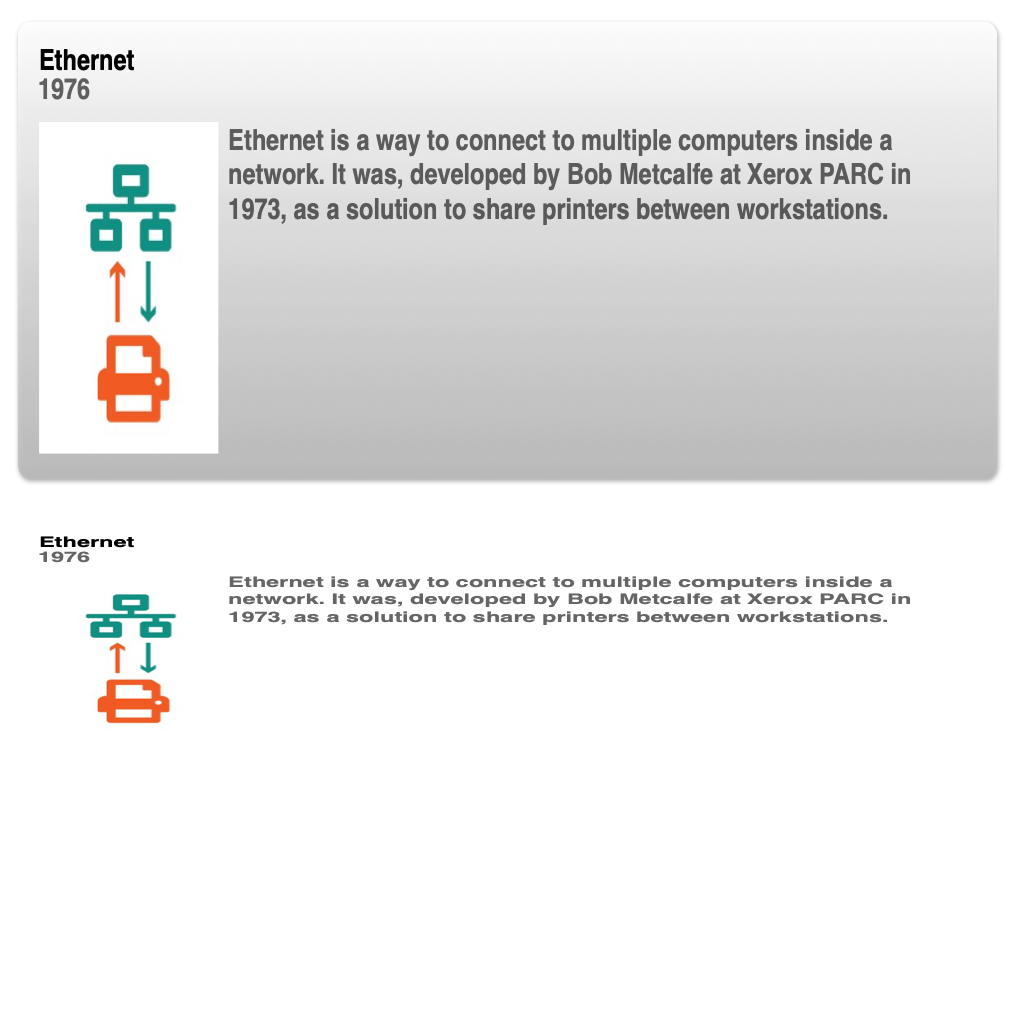 Ethernet
1976
Ethernet is a way to connect to multiple computers inside a
network. It was, developed by Bob Metcalfe at Xerox PARC in
1973, as a solution to share printers between workstations.
Ethernet
1976
Ethernet is a way to connect to multiple computers inside a
network. It was, developed by Bob Metcalfe at Xerox PARC in
1973, as a solution to share printers between workstations.